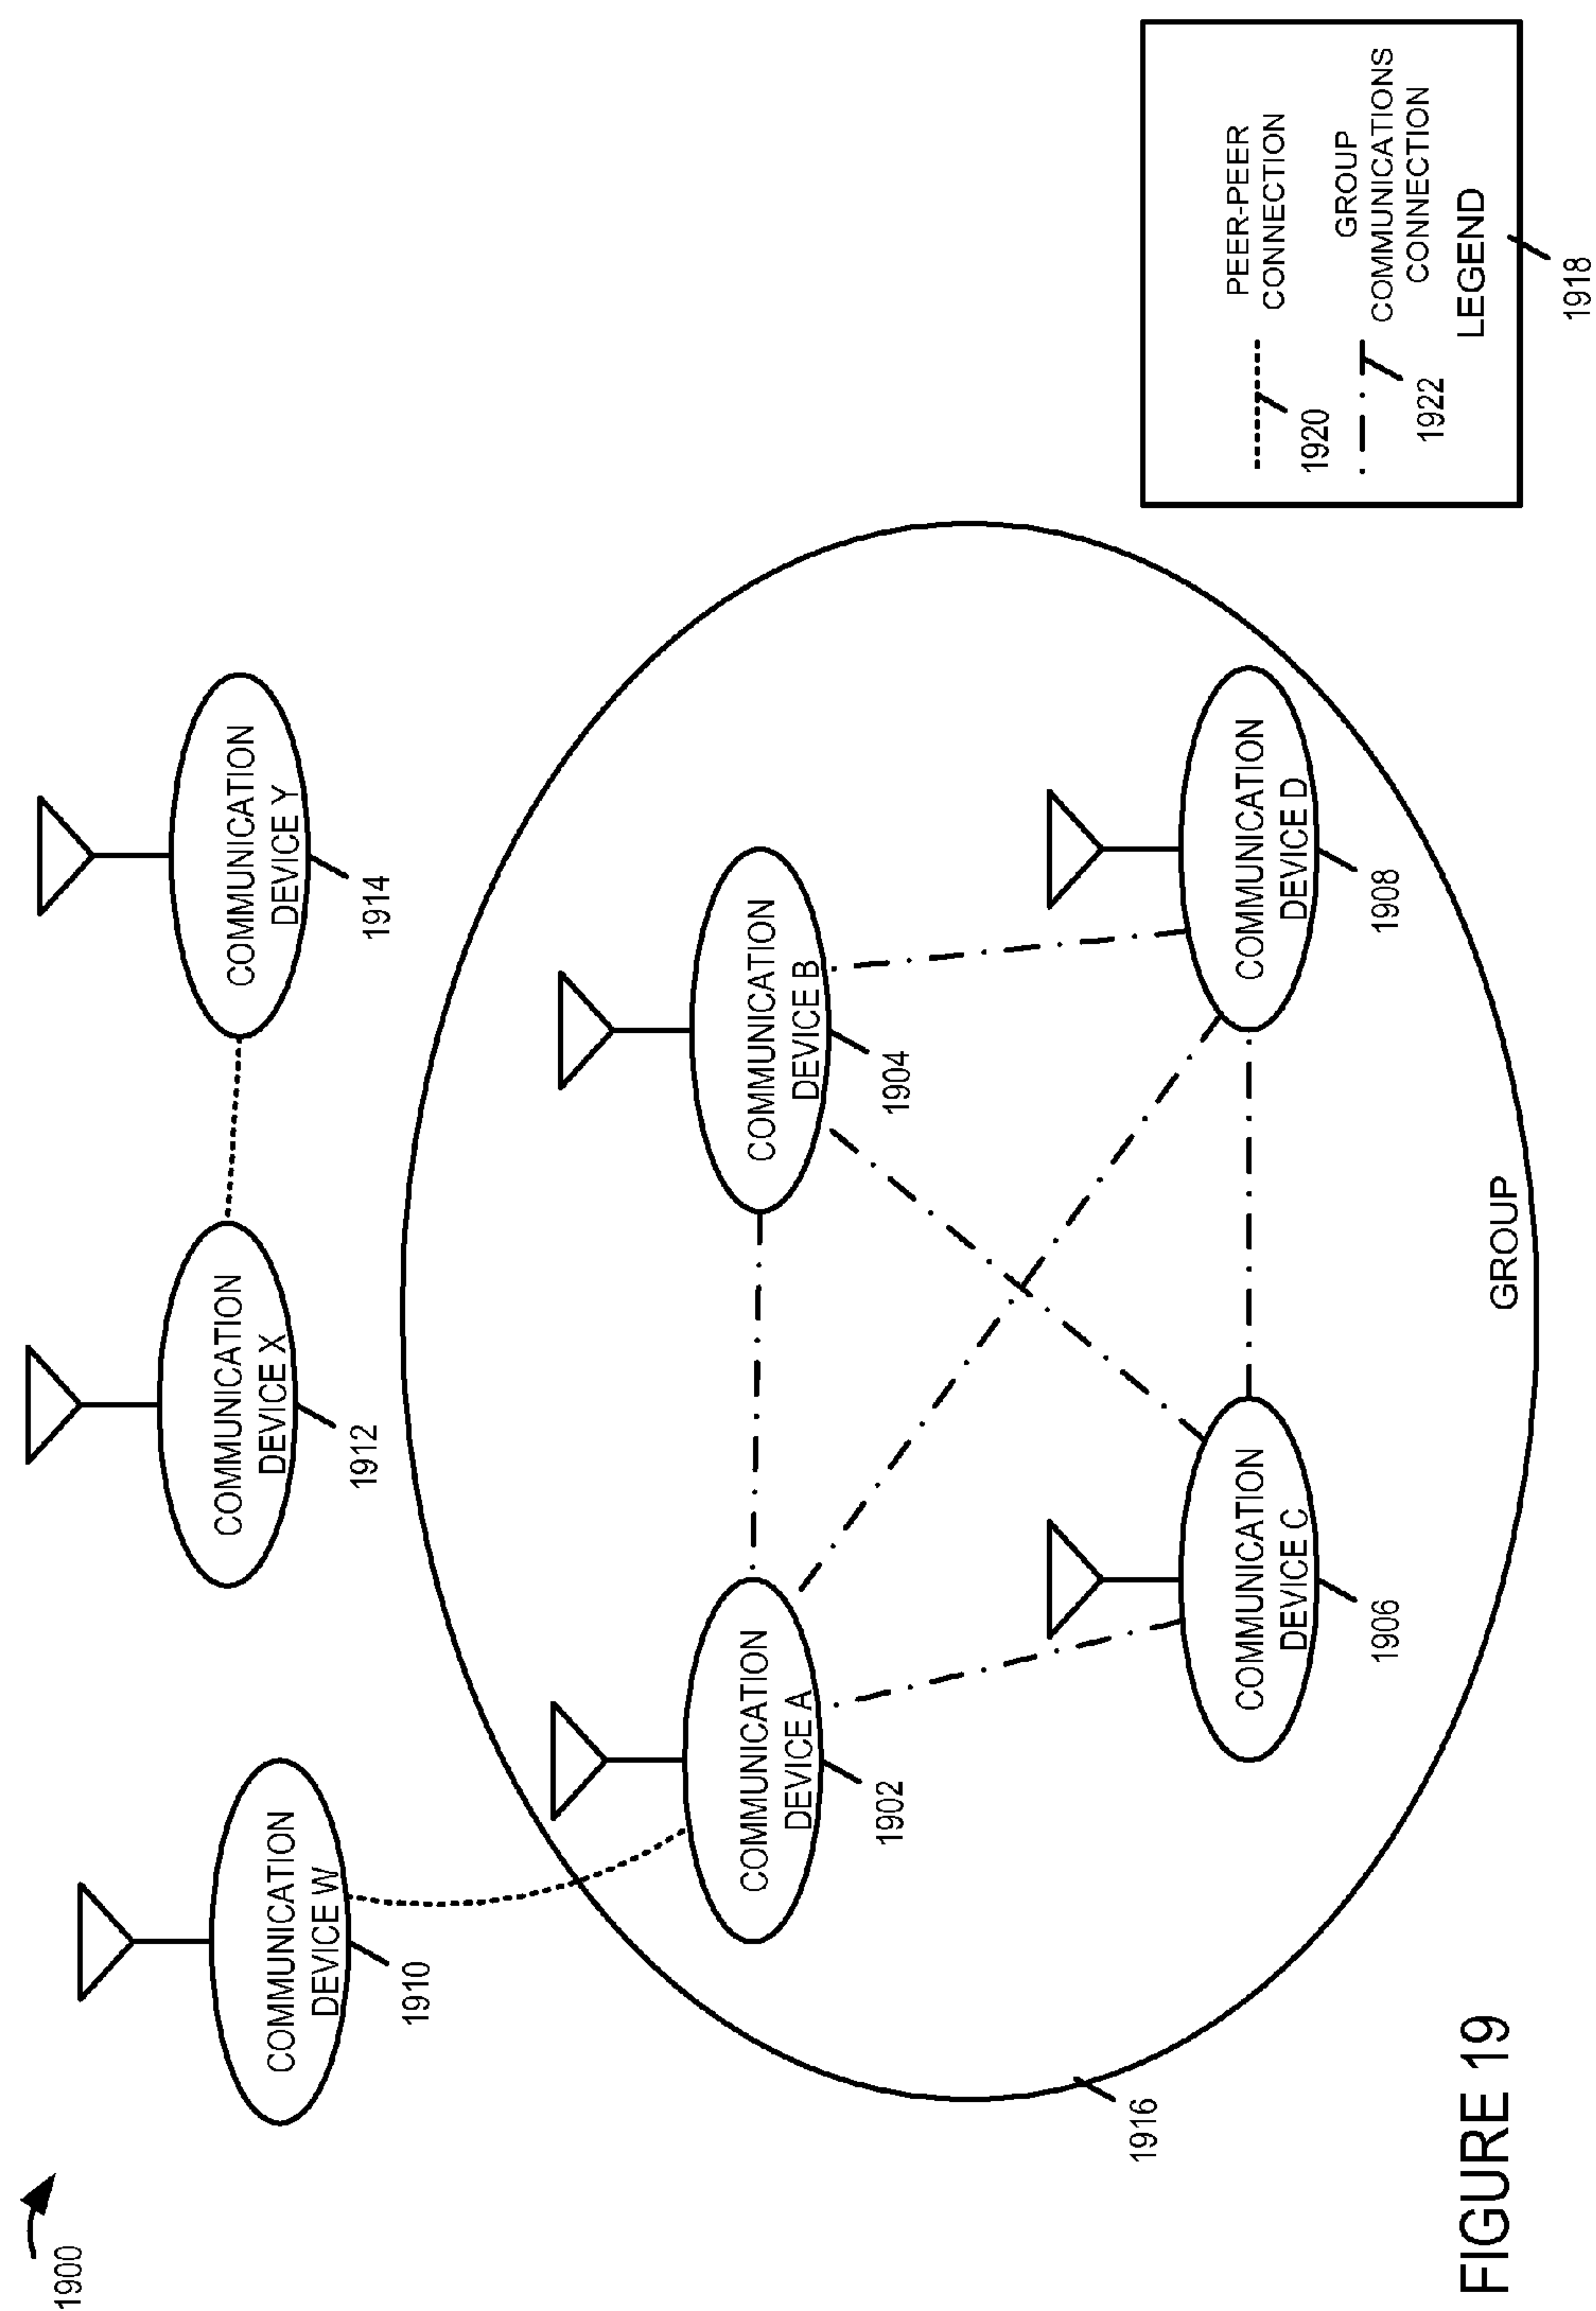 1900
COMMUNICATION
DEVICE W
1910
COMMUNICATION
DEVICE X
1912
COMMUNICATION
DEVICE Y
1914
COMMUNICATION
DEVICE A
1902
COMMUNICATION
DEVICE B
1904
COMMUNICATION
DEVICE C
1906
COMMUNICATION
DEVICE D
1908
1916
GROUP
PEER-PEER
CONNECTION
1920
GROUP
COMMUNICATIONS
CONNECTION
1922
LEGEND
1918
FIGURE 19